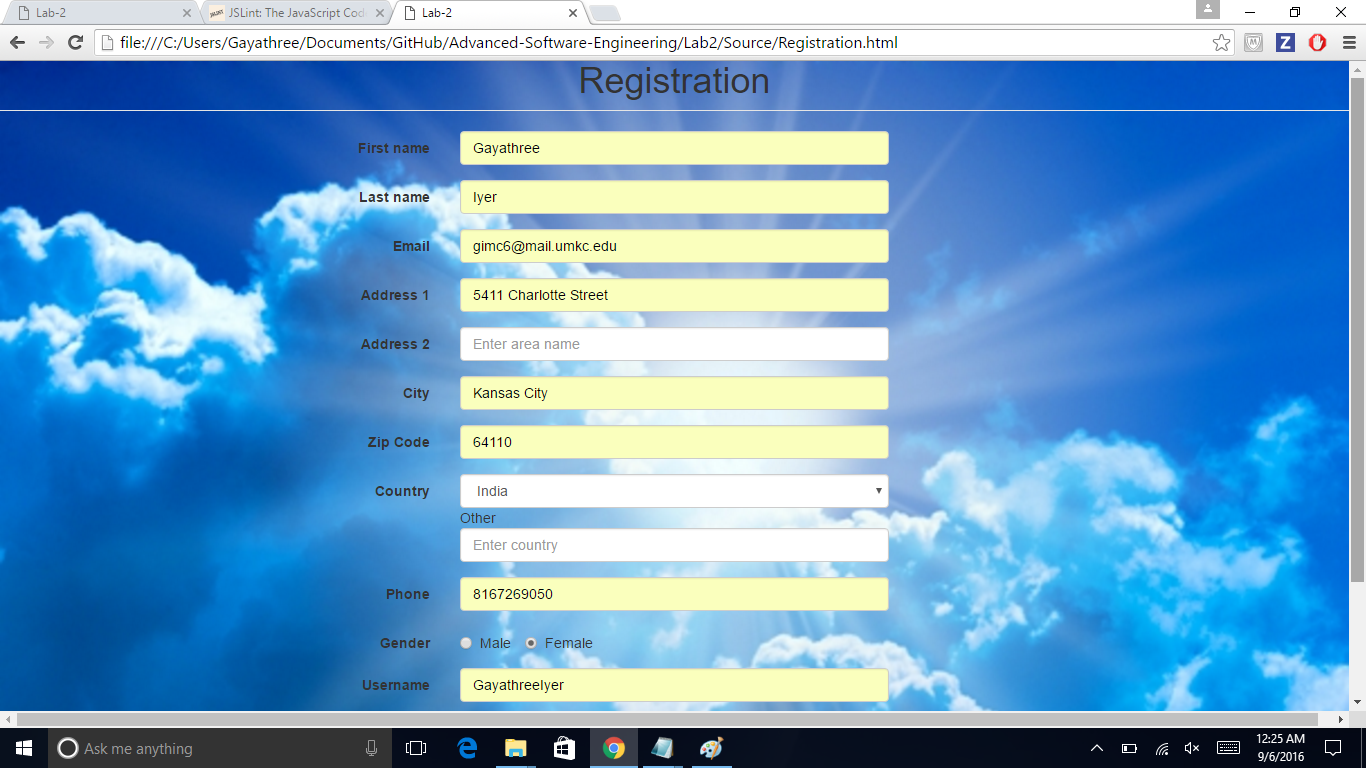 Lab-2
JSLint: The JavaScript Cod
Lab-2
file:///C:/Users/Gayathree/Documents/GitHub/Advanced-Software-Engineering/Lab2/Source/Registration.html
Registration
First name Gayathree
Last name Iyer
Email gimc6@mail.umkc.edu
Address 1 5411 Charlotte Street
Address 2 Enter area name
City Kansas City
Zip Code 64110
Country India
Other
Enter country
Phone 8167269050
Gender Male Female
Username GayathreeIyer
Ask me anything
12:25 AM
9/6/2016